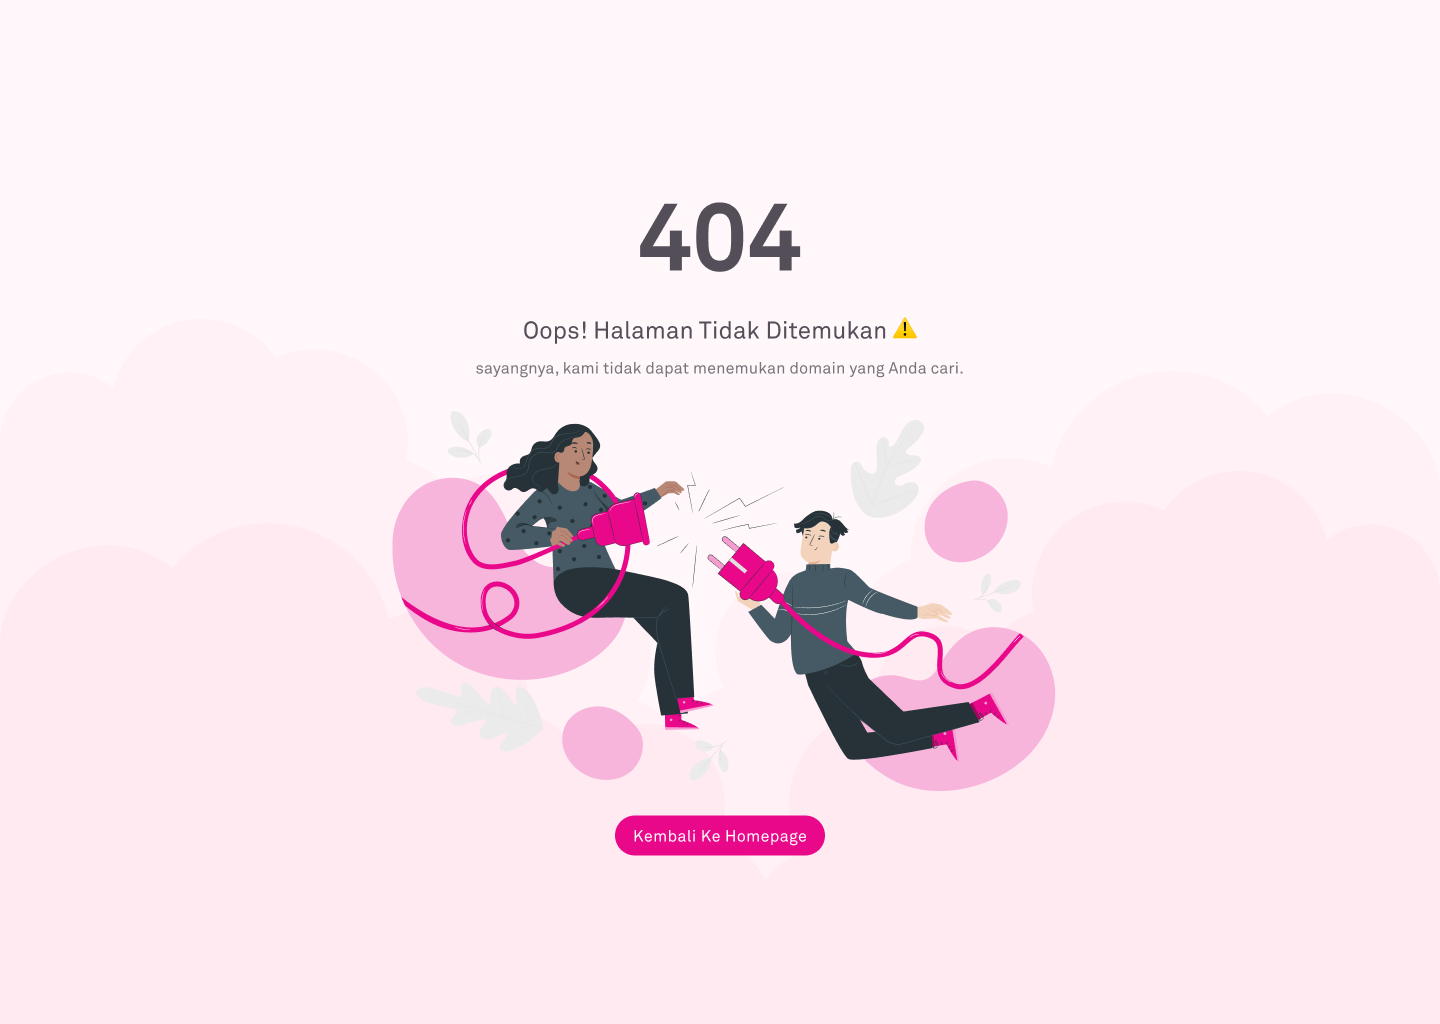 404
Oops! Halaman Tidak Ditemukan ⚠️
sayangnya, kami tidak dapat menemukan domain yang Anda cari.
Kembali Ke Homepage